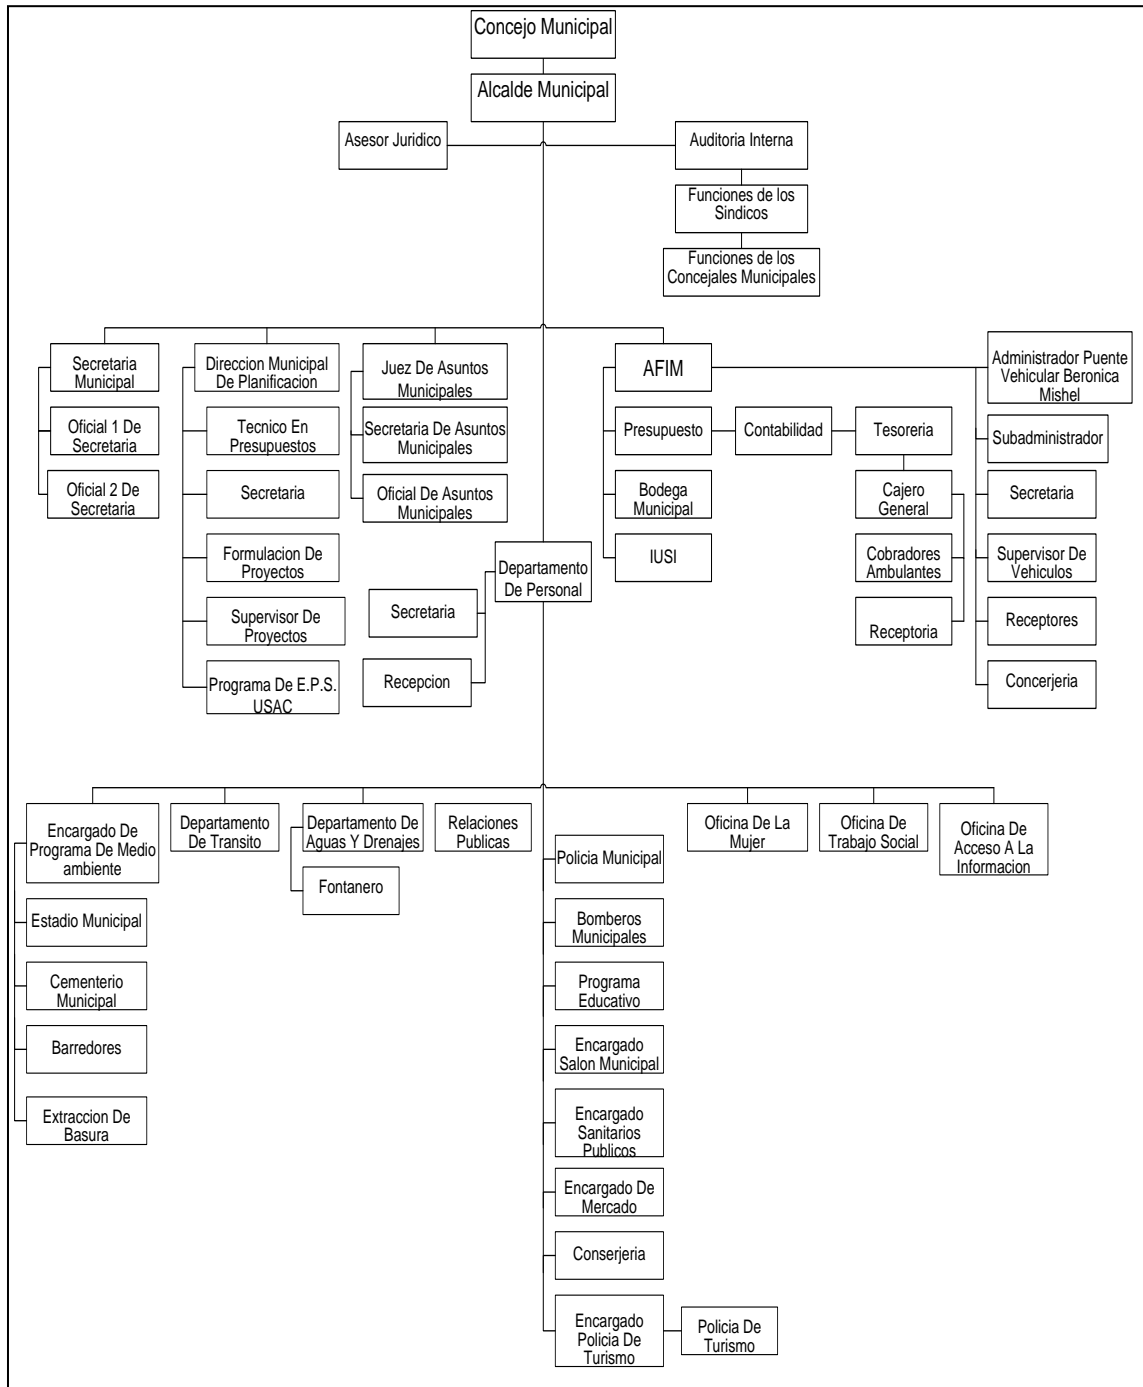 Concejo Municipal
Alcalde Municipal
Asesor Juridico
Auditoria Interna
Funciones de los
Sindicos
Funciones de los
Concejales Municipales
Secretaria
Municipal
Oficial 1 De
Secretaria
Oficial 2 De
Secretaria
Direccion Municipal
De Planificacion
Tecnico En
Presupuestos
Secretaria
Formulacion De
Proyectos
Supervisor De
Proyectos
Programa De E.P.S.
USAC
Juez De Asuntos
Municipales
Secretaria De Asuntos
Municipales
Oficial De Asuntos
Municipales
AFIM
Presupuesto
Contabilidad
Tesoreria
Bodega
Municipal
IUSI
Cajero
General
Cobradores
Ambulantes
Receptoria
Administrador Puente
Vehicular Beronica
Mishel
Subadministrador
Secretaria
Supervisor De
Vehiculos
Receptores
Concerjeria
Departamento
De Personal
Secretaria
Recepcion
Encargado De
Programa De Medio
ambiente
Estadio Municipal
Cementerio
Municipal
Barredores
Extraccion De
Basura
Departamento
De Transito
Departamento De
Aguas Y Drenajes
Fontanero
Relaciones
Publicas
Policia Municipal
Bomberos
Municipales
Programa
Educativo
Encargado
Salon Municipal
Encargado
Sanitarios
Publicos
Encargado De
Mercado
Conserjeria
Encargado
Policia De
Turismo
Policia De
Turismo
Oficina De La
Mujer
Oficina De
Trabajo Social
Oficina De
Acceso A La
Informacion